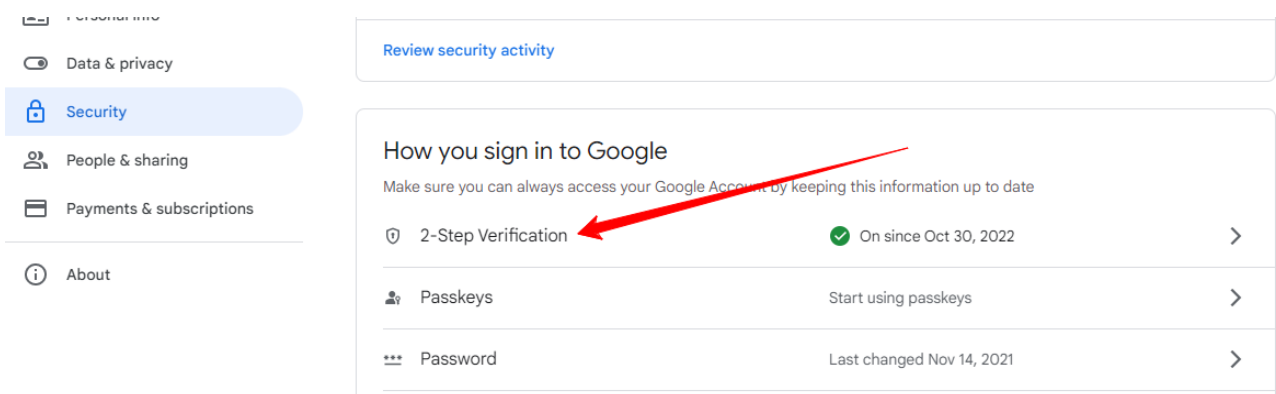 Personal info
Data & privacy
Security
People & sharing
Payments & subscriptions
About
Review security activity
How you sign in to Google
Make sure you can always access your Google Account by keeping this information up to date
2-Step Verification
On since Oct 30, 2022
Passkeys
Start using passkeys
Password
Last changed Nov 14, 2021